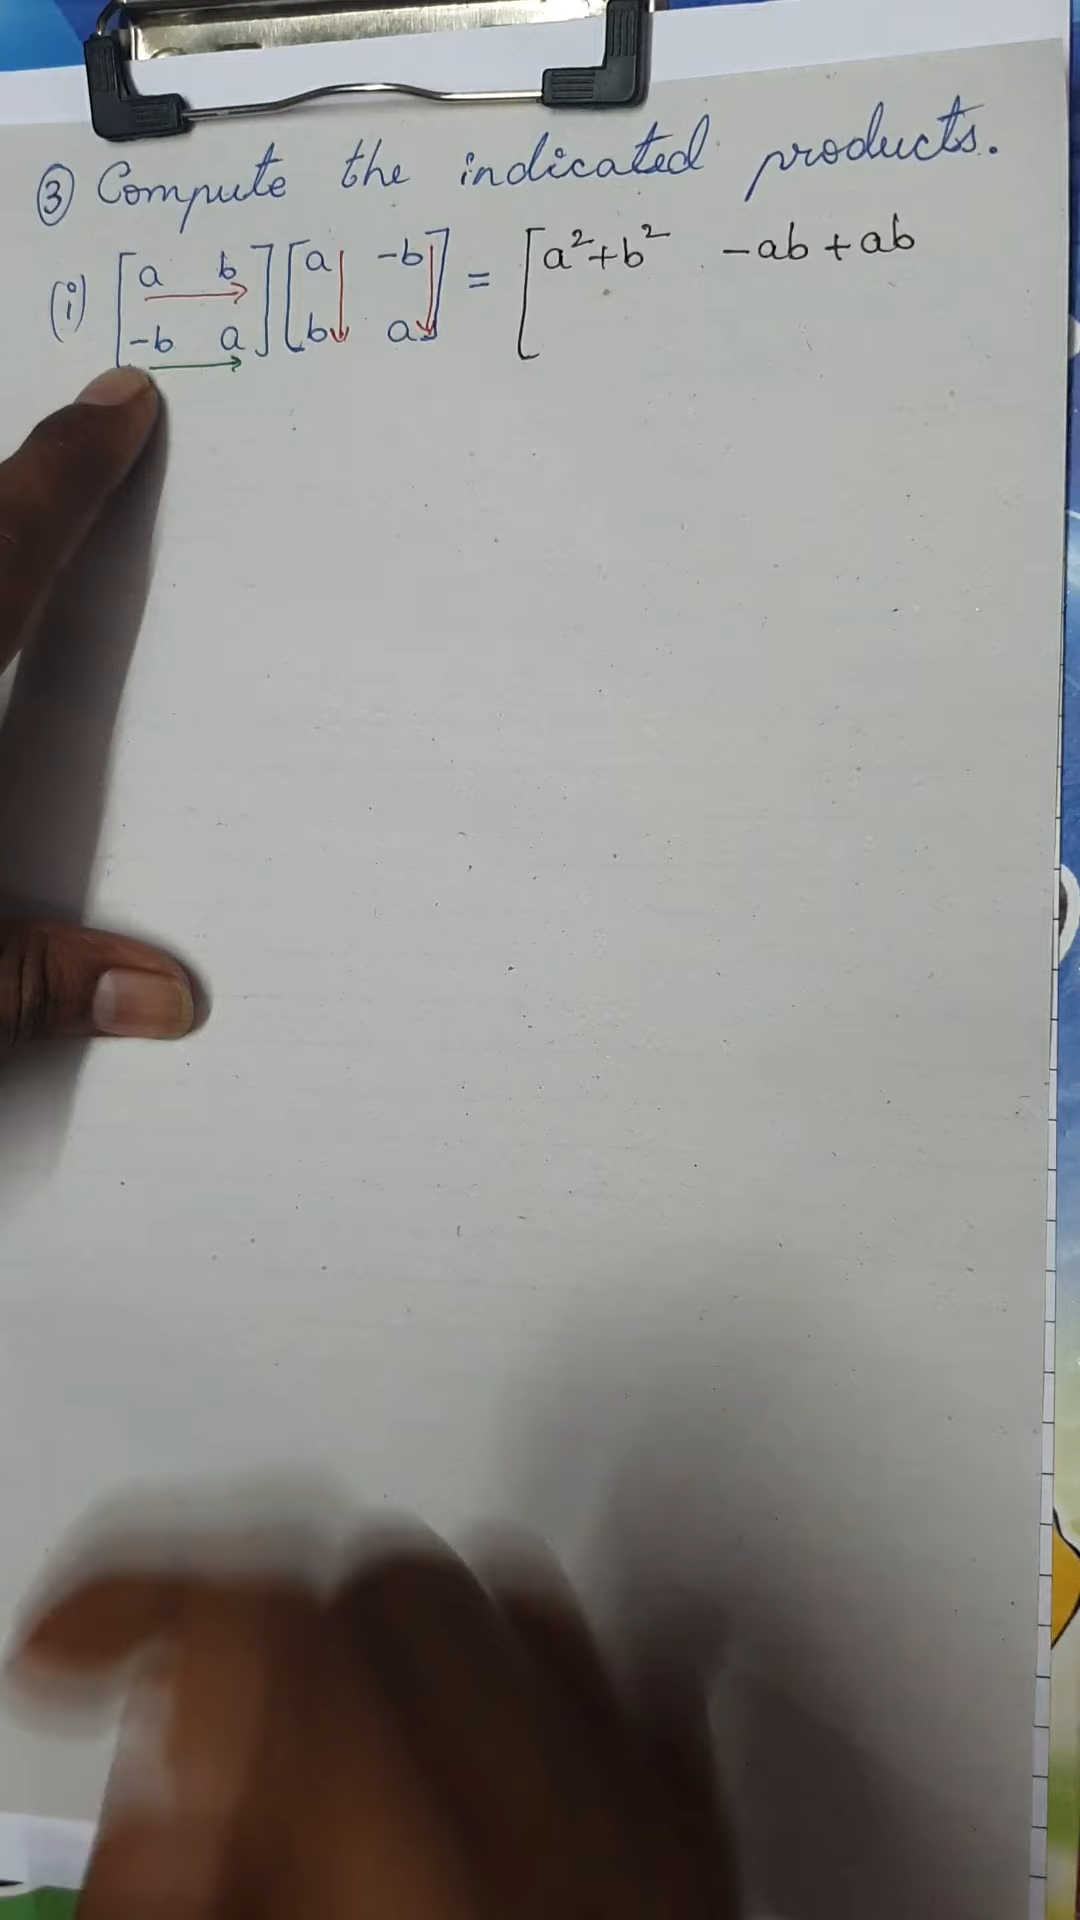 ③ Compute the indicated products.
(i) [a b] [a -b] = [a²+b² -ab+ab
[-b a] [b a]